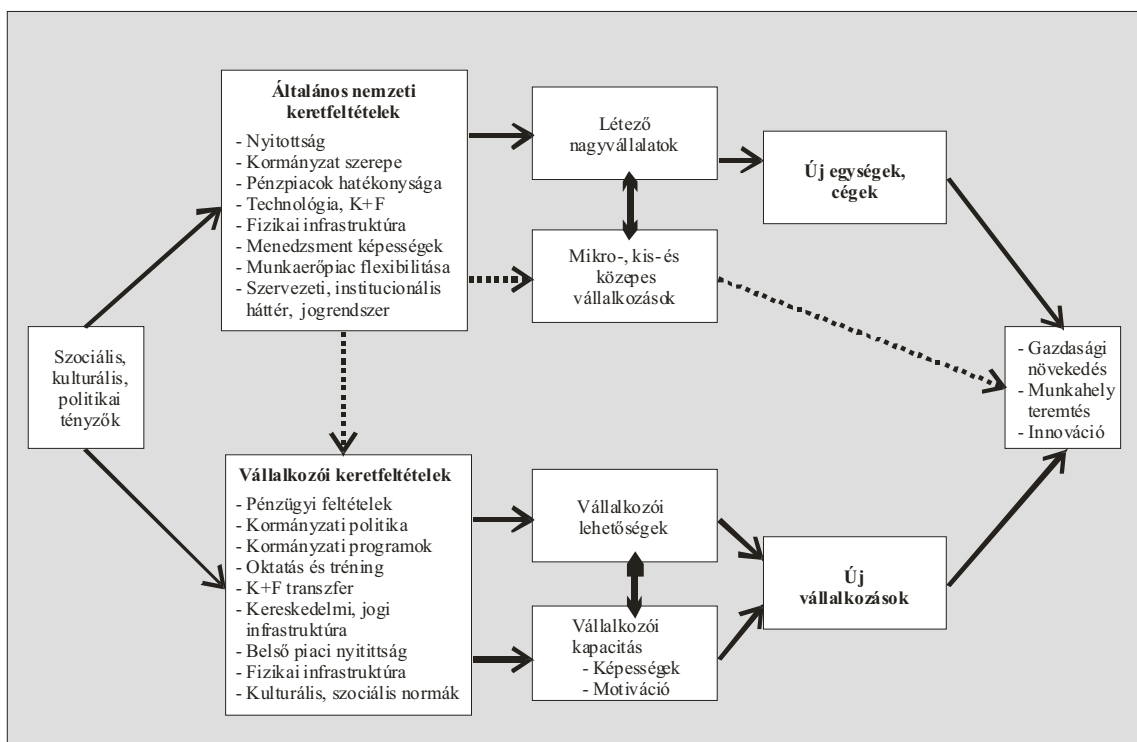 Általános nemzeti
keretfeltételek
- Nyitottság
- Kormányzat szerepe
- Pénzpiacok hatékonysága
- Technológia, K+F
- Fizikai infrastruktúra
- Menedzsment képességek
- Munkaerőpiac flexibilitása
- Szervezeti, institucionális
háttér, jogrendszer
Létező
nagyvállalatok
Új egységek,
cégek
Mikro-, kis- és
közepes
vállalkozások
Szociális,
kulturális,
politikai
tényzők
- Gazdasági
növekedés
- Munkahely
teremtés
- Innováció
Vállalkozói keretfeltételek
- Pénzügyi feltételek
- Kormányzati politika
- Kormányzati programok
- Oktatás és tréning
- K+F transzfer
- Kereskedelmi, jogi
infrastruktúra
- Belső piaci nyitittság
- Fizikai infrastruktúra
- Kulturális, szociális normák
Vállalkozói
lehetőségek
Vállalkozói
kapacitás
- Képességek
- Motiváció
Új
vállalkozások